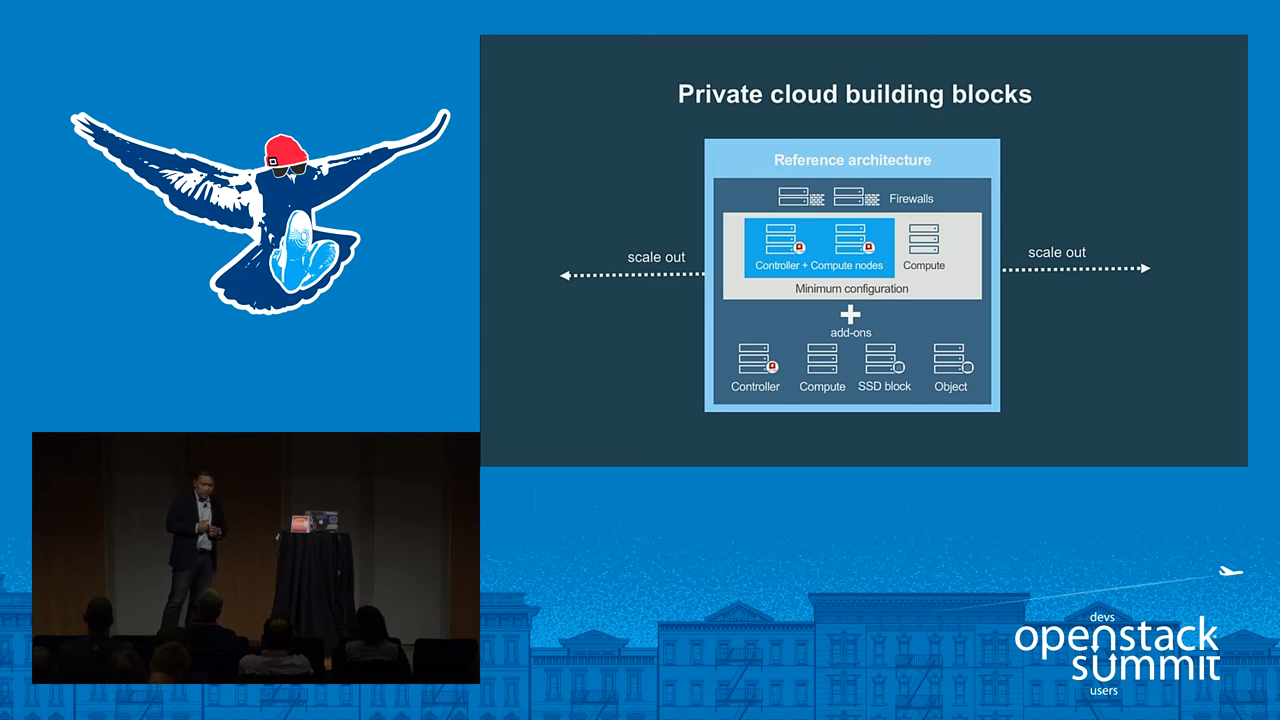 Private cloud building blocks
Reference architecture
Firewalls
Controller + Compute nodes
Compute
Minimum configuration
scale out
scale out
add-ons
Controller
Compute
SSD block
Object
devs
openstack
summit
users